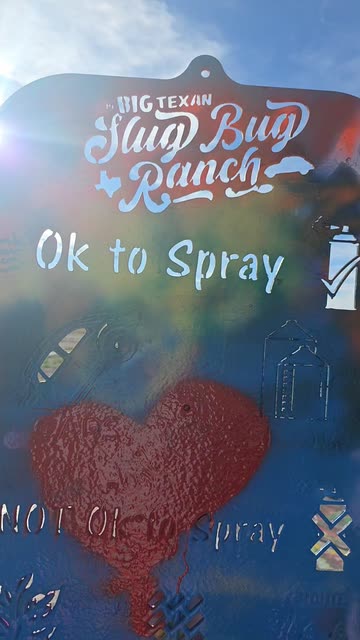 BIG TEXAN
Slug Bug
Ranch
Ok to Spray
NOT OK to Spray